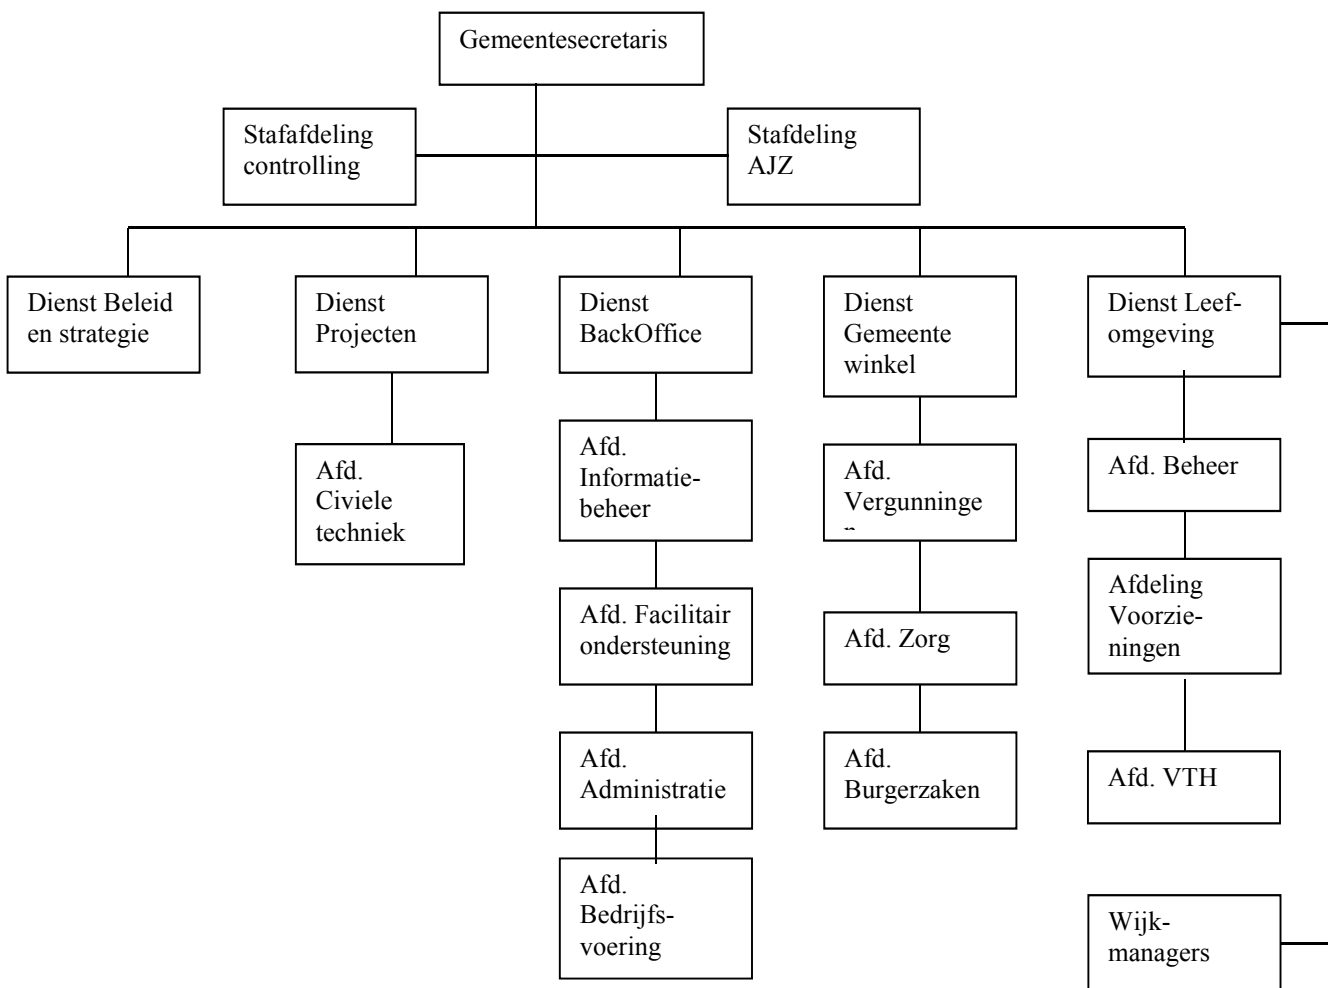 Gemeentesecretaris
Stafafdeling
controlling
Stafdeling
AJZ
Dienst Beleid
en strategie
Dienst
Projecten
Dienst
BackOffice
Dienst
Gemeente
winkel
Dienst Leef-
omgeving
Afd.
Civiele
techniek
Afd.
Informatie-
beheer
Afd. Facilitair
ondersteuning
Afd.
Administratie
Afd.
Bedrijfs-
voering
Afd.
Vergunninge
n
Afd. Zorg
Afd.
Burgerzaken
Afd. Beheer
Afdeling
Voorzie-
ningen
Afd. VTH
Wijk-
managers